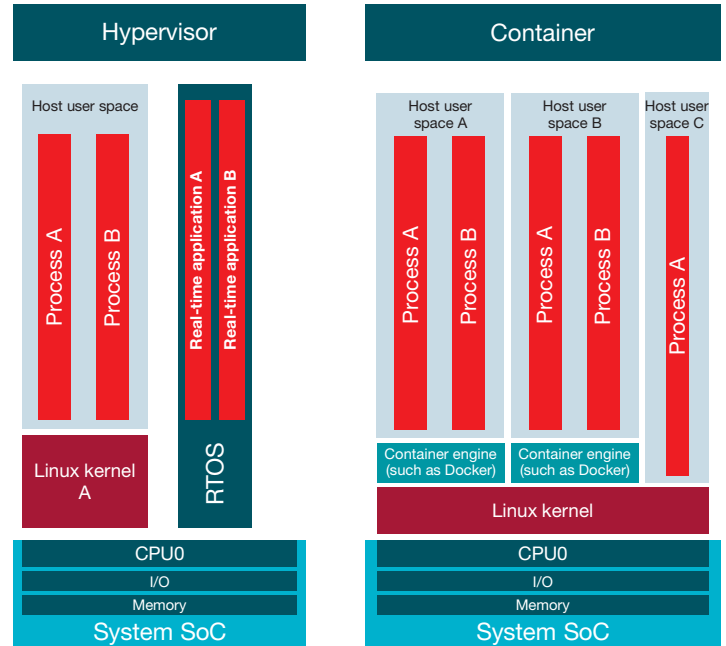 Hypervisor
Host user space
Process A
Process B
Linux kernel
A
Real-time application A
Real-time application B
RTOS
CPU0
I/O
Memory
System SoC
Container
Host user
space A
Process A
Process B
Container engine
(such as Docker)
Host user
space B
Process A
Process B
Container engine
(such as Docker)
Host user
space C
Process A
Linux kernel
CPU0
I/O
Memory
System SoC